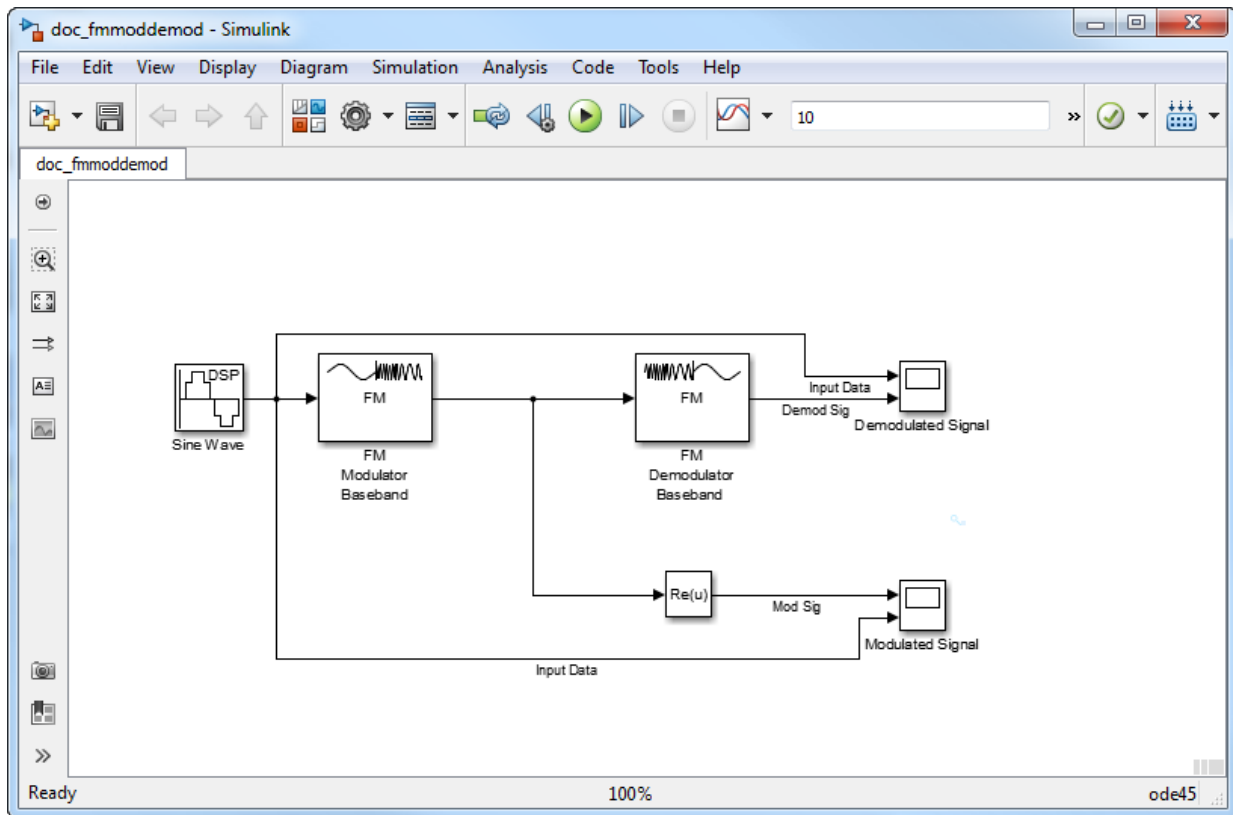 doc_fmmoddemod - Simulink
File Edit View Display Diagram Simulation Analysis Code Tools Help
10
doc_fmmoddemod
DSP
Sine Wave
FM
FM
Modulator
Baseband
FM
FM
Demodulator
Baseband
Input Data
Demod Sig
Demodulated Signal
Re(u)
Mod Sig
Modulated Signal
Input Data
Ready 100% ode45